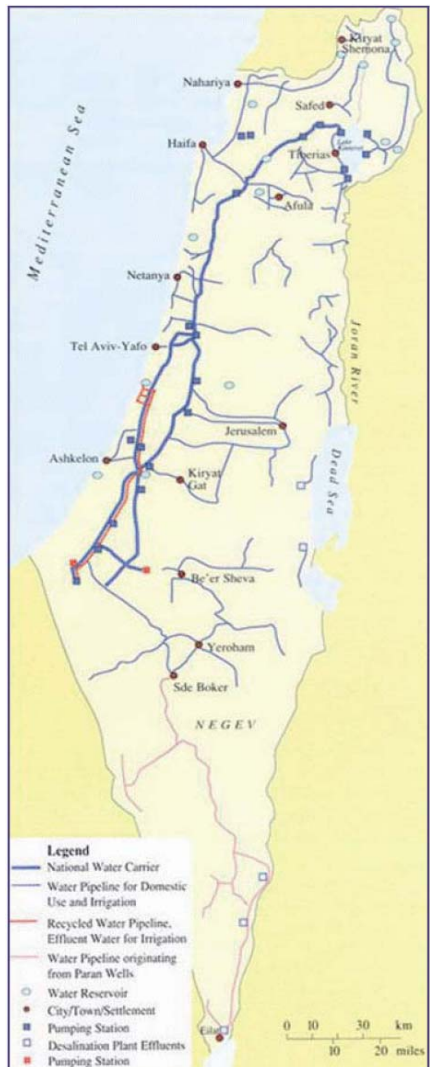 Kiryat
Shemona
Nahariya
Safed
Haifa
Lake
Tiberias
Afula
Mediterranean Sea
Netanya
Tel Aviv-Yafo
Joran River
Jerusalem
Ashkelon
Kiryat
Gat
Dead Sea
Be'er Sheva
Yeroham
Sde Boker
NEGEV
Legend
National Water Carrier
Water Pipeline for Domestic
Use and Irrigation
Recycled Water Pipeline,
Effluent Water for Irrigation
Water Pipeline originating
from Paran Wells
Water Reservoir
City/Town/Settlement
Pumping Station
Desalination Plant Effluents
Pumping Station
Eilat
0 10 30 km
10 20 miles